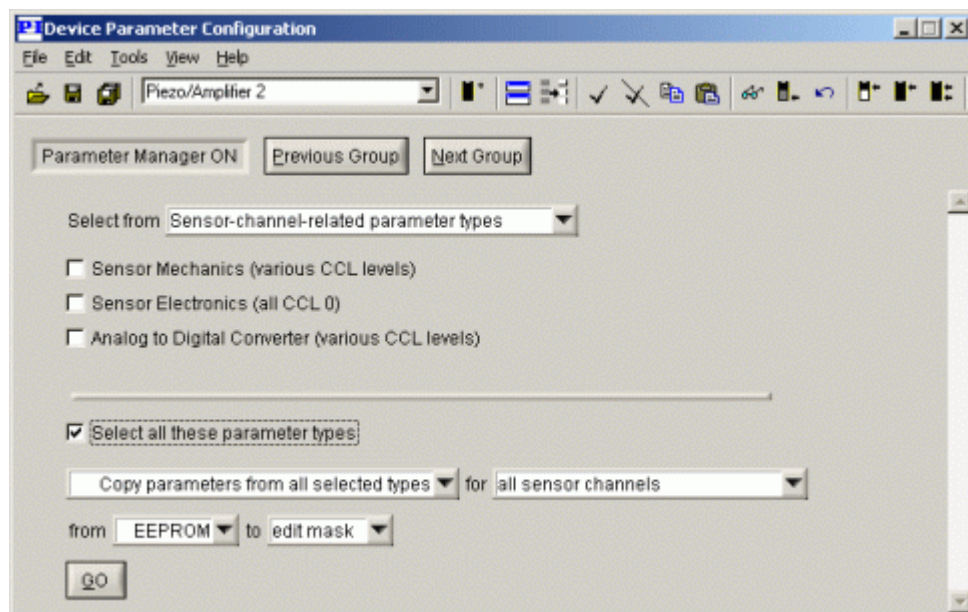 PI Device Parameter Configuration
File Edit Tools View Help
Piezo/Amplifier 2
Parameter Manager ON Previous Group Next Group
Select from Sensor-channel-related parameter types
Sensor Mechanics (various CCL levels)
Sensor Electronics (all CCL 0)
Analog to Digital Converter (various CCL levels)
Select all these parameter types
Copy parameters from all selected types for all sensor channels
from EEPROM to edit mask
GO